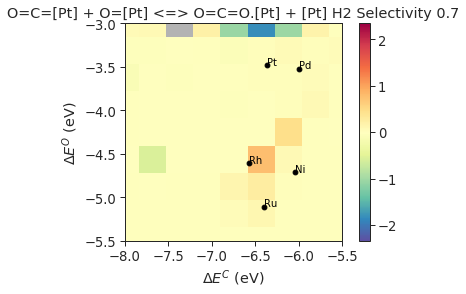 O=C=[Pt] + O=[Pt] <=> O=C=O.[Pt] + [Pt] H2 Selectivity 0.7
−3.0
−3.5
−4.0
−4.5
−5.0
−5.5
ΔE^O (eV)
Pt
Pd
Rh
Ni
Ru
−8.0 −7.5 −7.0 −6.5 −6.0 −5.5
ΔE^C (eV)
2
1
0
−1
−2